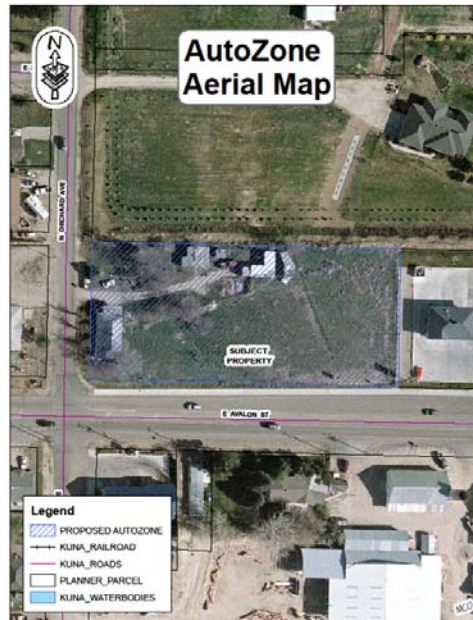 N
AutoZone
Aerial Map
N ORCHARD AVE
SUBJECT
PROPERTY
E AVALON ST
Legend
PROPOSED AUTOZONE
KUNA_RAILROAD
KUNA_ROADS
PLANNER_PARCEL
KUNA_WATERBODIES